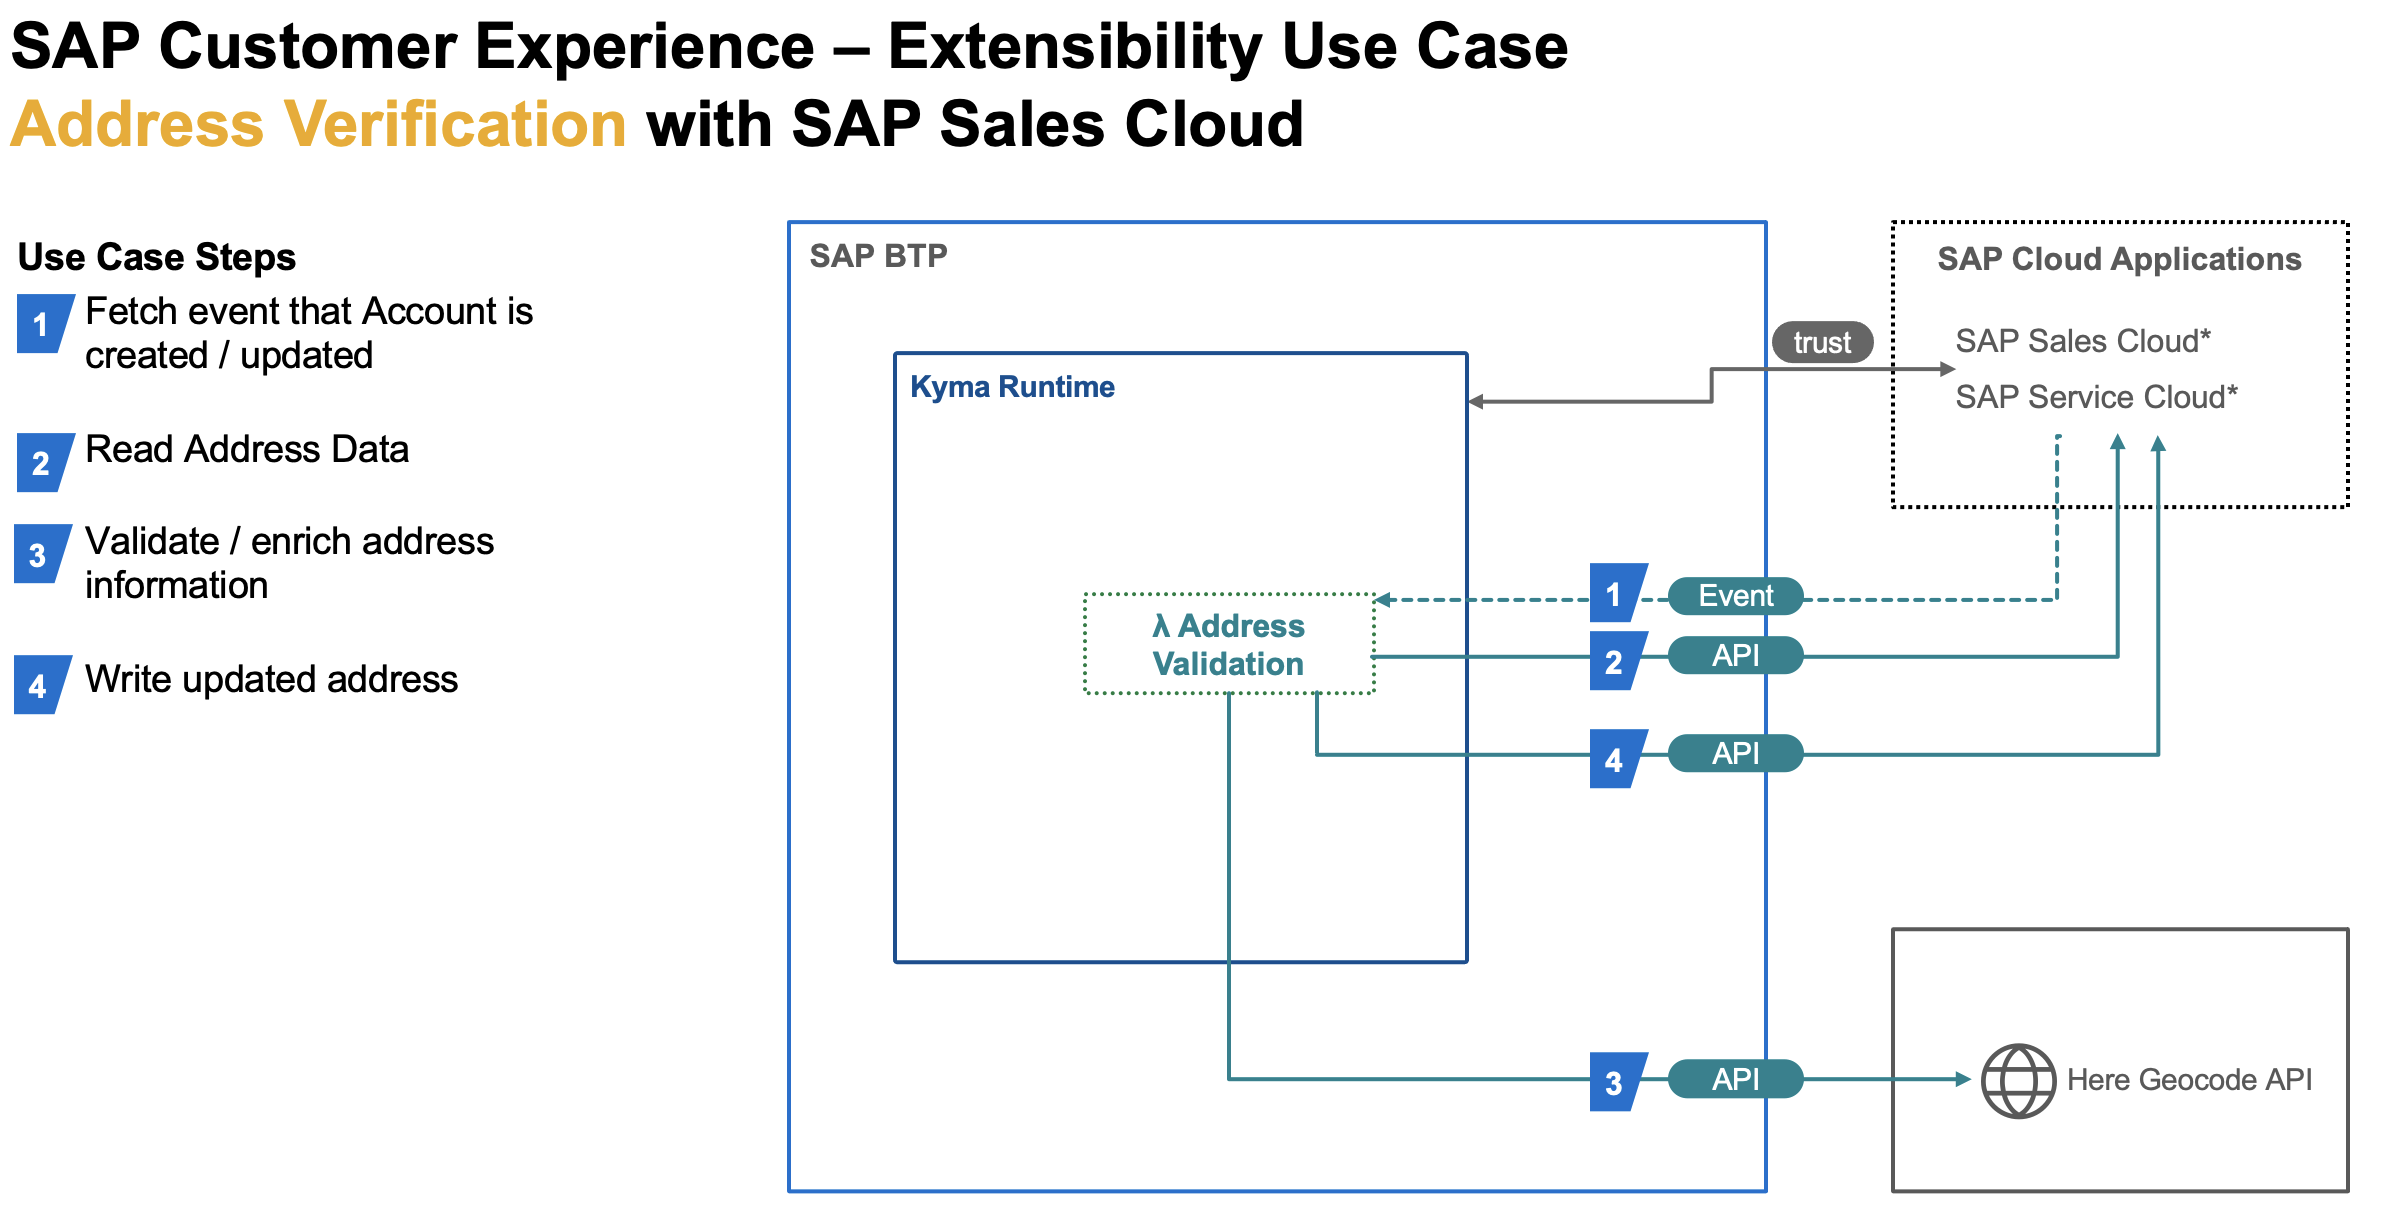 SAP Customer Experience – Extensibility Use Case
Address Verification with SAP Sales Cloud
Use Case Steps
1
Fetch event that Account is
created / updated
2
Read Address Data
3
Validate / enrich address
information
4
Write updated address
SAP BTP
Kyma Runtime
λ Address
Validation
trust
SAP Cloud Applications
SAP Sales Cloud*
SAP Service Cloud*
1
Event
2
API
4
API
3
API
Here Geocode API